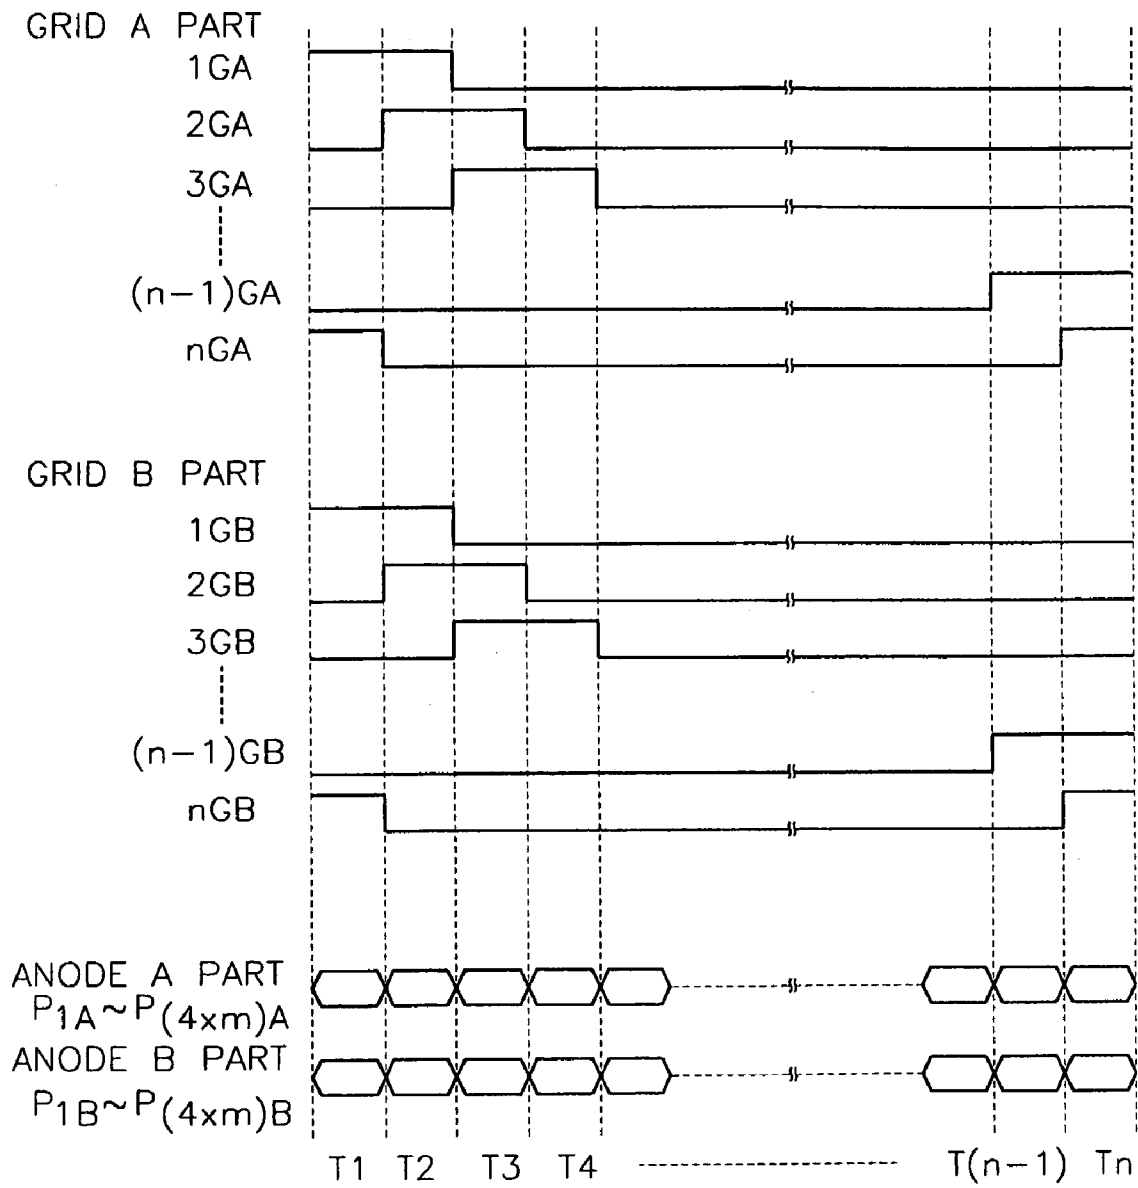 GRID A PART
1GA
2GA
3GA
(n-1)GA
nGA
GRID B PART
1GB
2GB
3GB
(n-1)GB
nGB
ANODE A PART
P1A~P(4xm)A
ANODE B PART
P1B~P(4xm)B
T1 T2 T3 T4 T(n-1) Tn